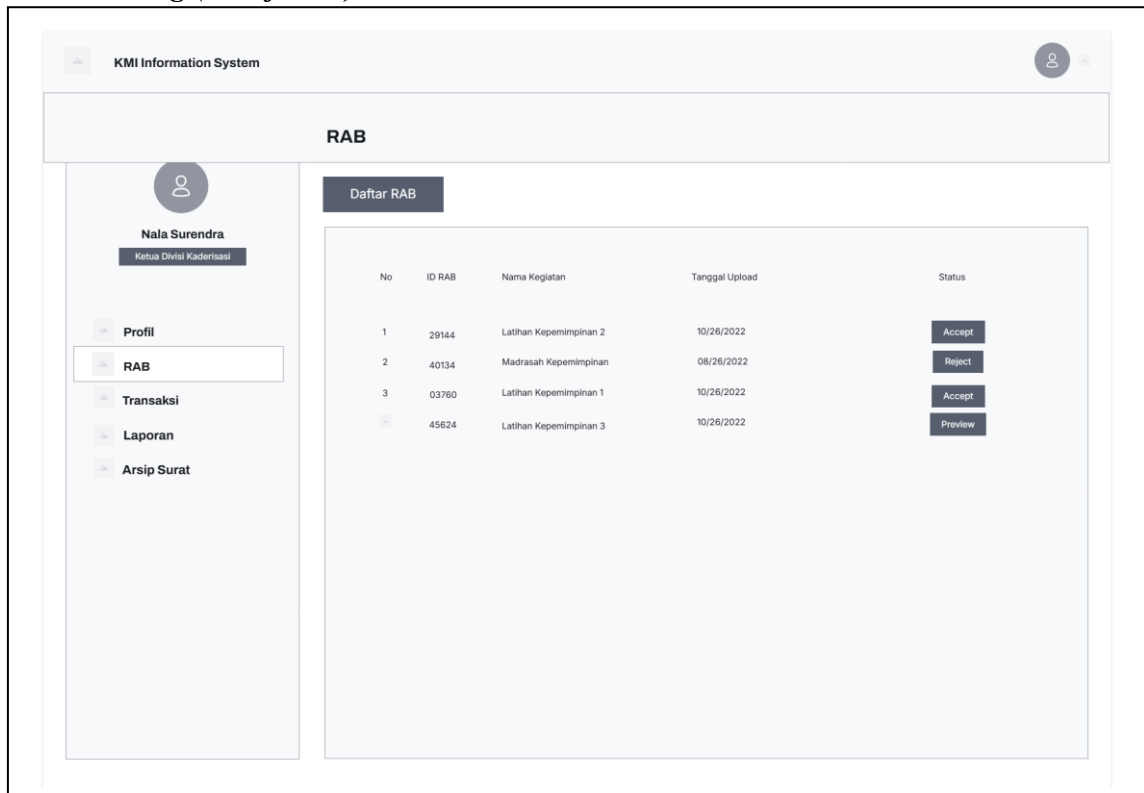 KMI Information System
RAB
Nala Surendra
Ketua Divisi Kaderisasi
Profil
RAB
Transaksi
Laporan
Arsip Surat
Daftar RAB
No ID RAB Nama Kegiatan Tanggal Upload Status
1 29144 Latihan Kepemimpinan 2 10/26/2022 Accept
2 40134 Madrasah Kepemimpinan 08/26/2022 Reject
3 03760 Latihan Kepemimpinan 1 10/26/2022 Accept
45624 Latihan Kepemimpinan 3 10/26/2022 Preview